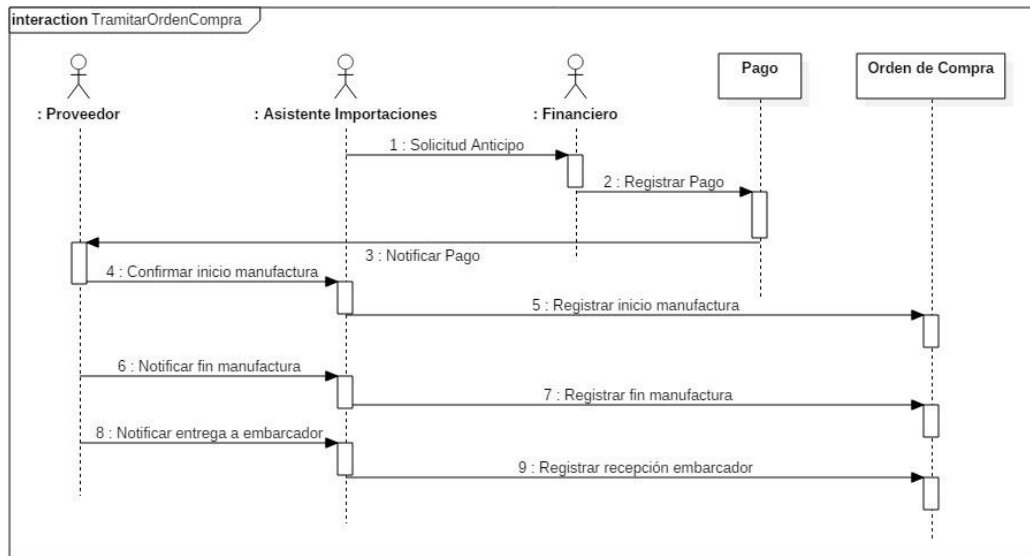 interaction TramitarOrdenCompra
Pago
Orden de Compra
: Proveedor
: Asistente Importaciones
: Financiero
1 : Solicitud Anticipo
2 : Registrar Pago
3 : Notificar Pago
4 : Confirmar inicio manufactura
5 : Registrar inicio manufactura
6 : Notificar fin manufactura
7 : Registrar fin manufactura
8 : Notificar entrega a embarcador
9 : Registrar recepción embarcador